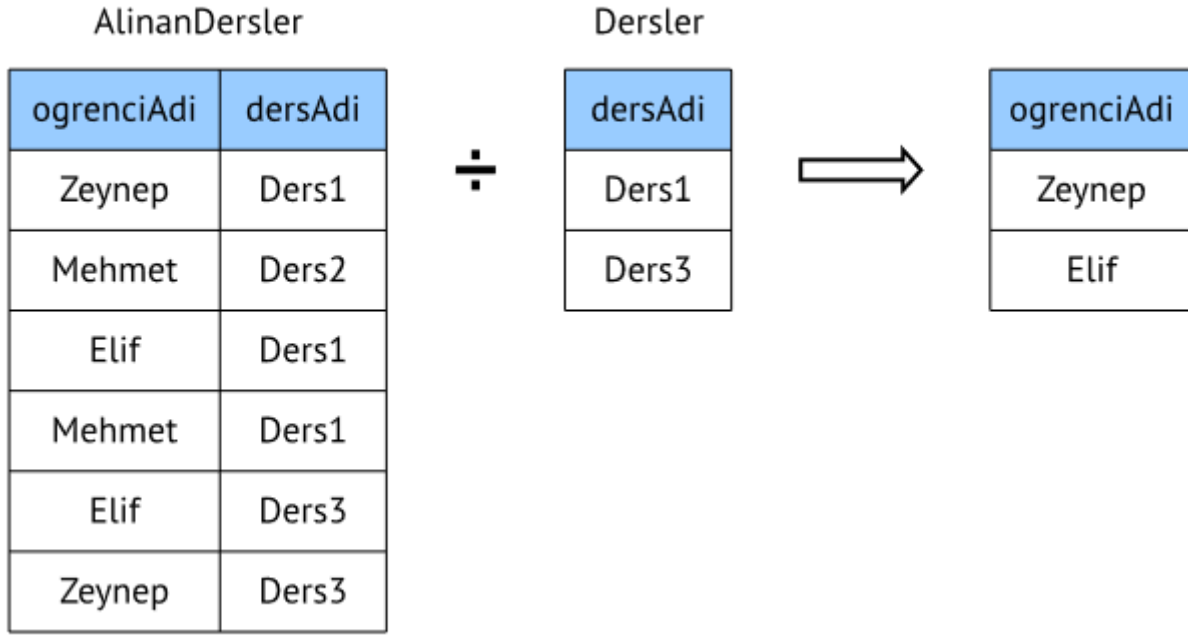 AlinanDersler
ogrenciAdi dersAdi
Zeynep Ders1
Mehmet Ders2
Elif Ders1
Mehmet Ders1
Elif Ders3
Zeynep Ders3
÷
Dersler
dersAdi
Ders1
Ders3
ogrenciAdi
Zeynep
Elif